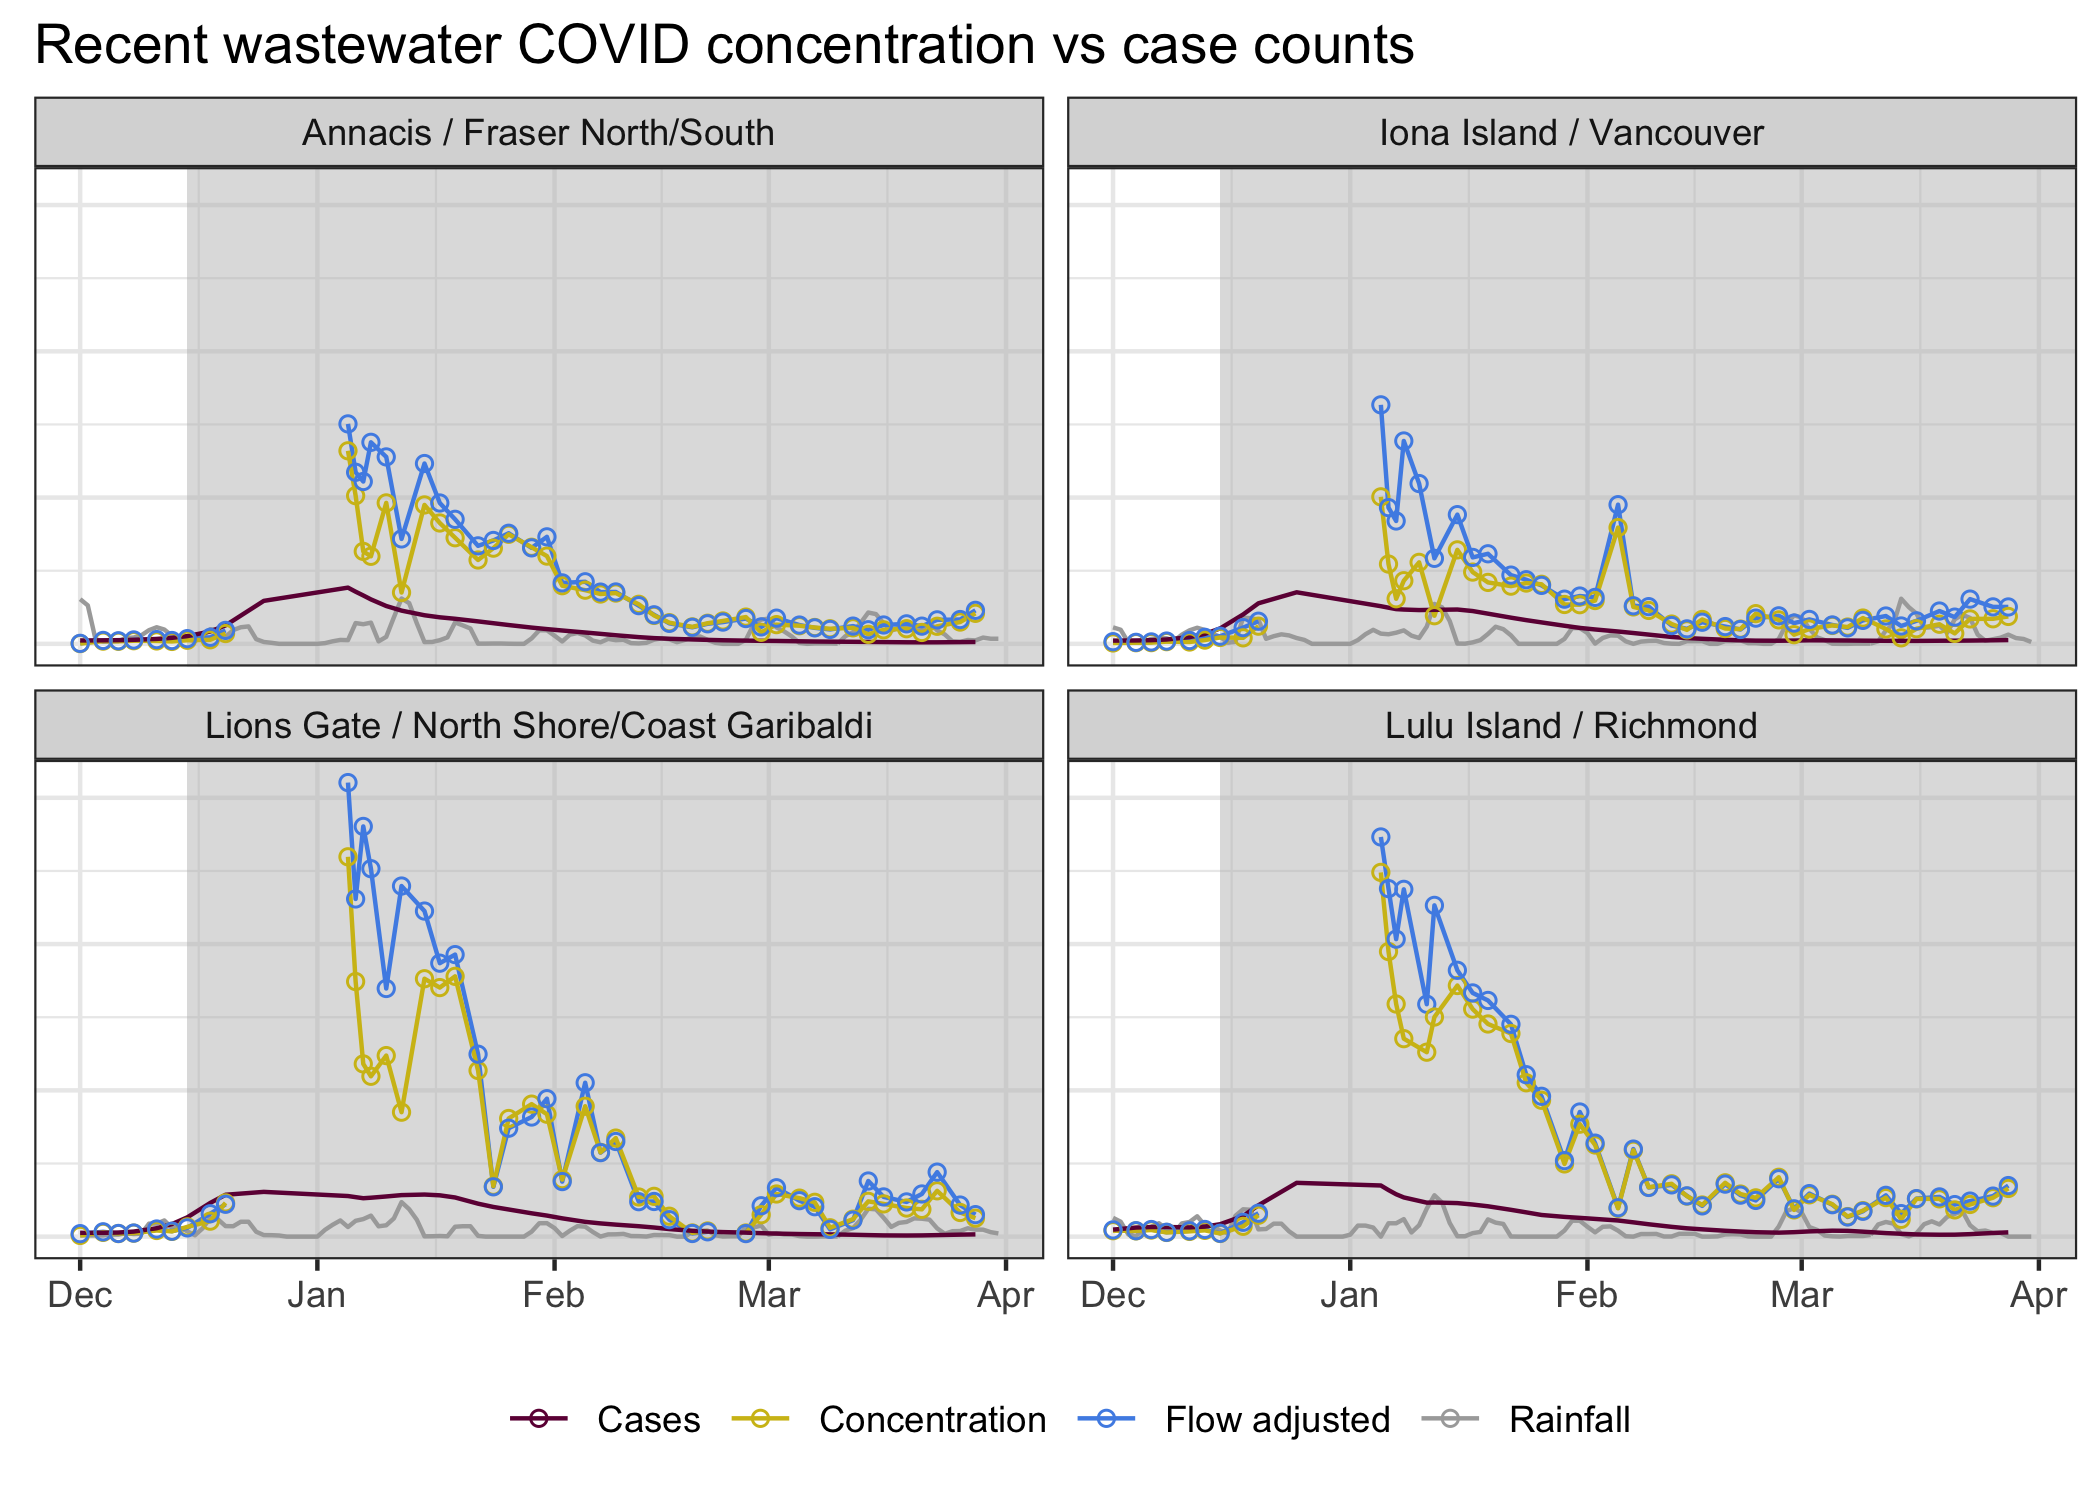 Recent wastewater COVID concentration vs case counts
Annacis / Fraser North/South
Iona Island / Vancouver
Lions Gate / North Shore/Coast Garibaldi
Lulu Island / Richmond
Dec Jan Feb Mar Apr
Dec Jan Feb Mar Apr
Cases Concentration Flow adjusted Rainfall